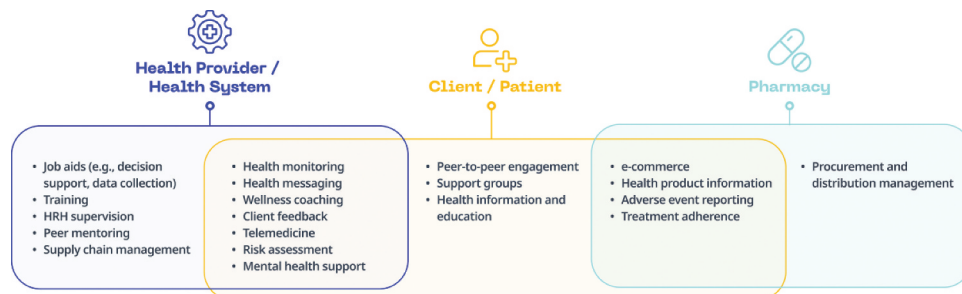 Health Provider /
Health System
Client / Patient
Pharmacy
• Job aids (e.g., decision
support, data collection)
• Training
• HRH supervision
• Peer mentoring
• Supply chain management
• Health monitoring
• Health messaging
• Wellness coaching
• Client feedback
• Telemedicine
• Risk assessment
• Mental health support
• Peer-to-peer engagement
• Support groups
• Health information and
education
• e-commerce
• Health product information
• Adverse event reporting
• Treatment adherence
• Procurement and
distribution management